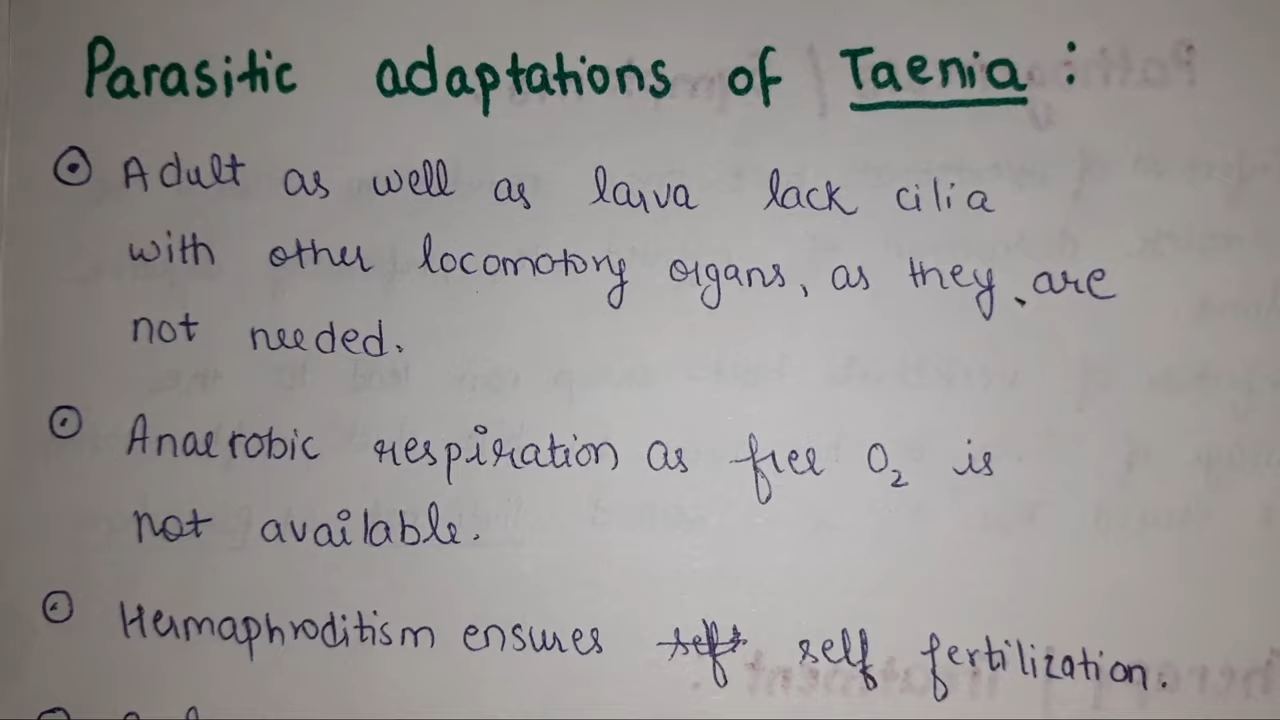 Parasitic adaptations of Taenia :
Adult as well as larva lack cilia
with other locomotory organs, as they are
not needed.
Anaerobic respiration as free O₂ is
not available.
Hermaphroditism ensures self fertilization.